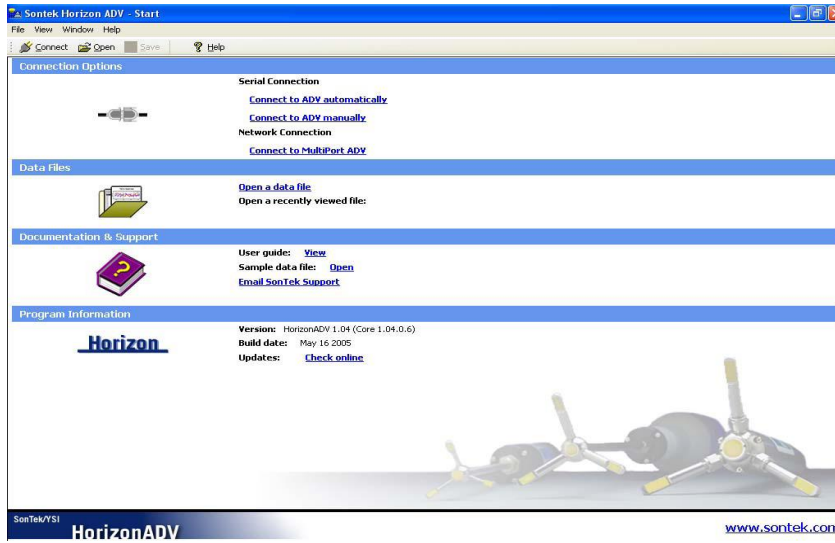 Sontek Horizon ADV - Start
File View Window Help
Connect Open Save Help
Connection Options
Serial Connection
Connect to ADV automatically
Connect to ADV manually
Network Connection
Connect to MultiPort ADV
Data Files
Open a data file
Open a recently viewed file:
Documentation & Support
User guide: View
Sample data file: Open
Email SonTek Support
Program Information
Horizon
Version: HorizonADV 1.04 (Core 1.04.0.6)
Build date: May 16 2005
Updates: Check online
SonTek/YSI
HorizonADV
www.sontek.com